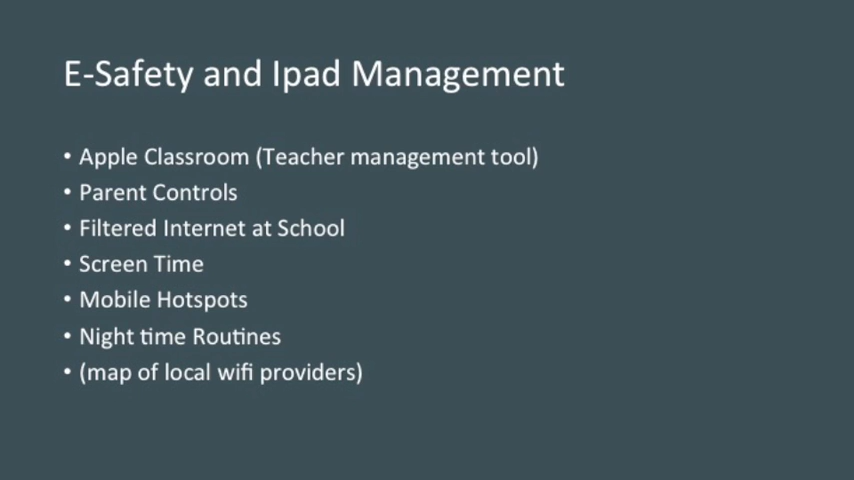 E-Safety and Ipad Management
• Apple Classroom (Teacher management tool)
• Parent Controls
• Filtered Internet at School
• Screen Time
• Mobile Hotspots
• Night time Routines
• (map of local wifi providers)